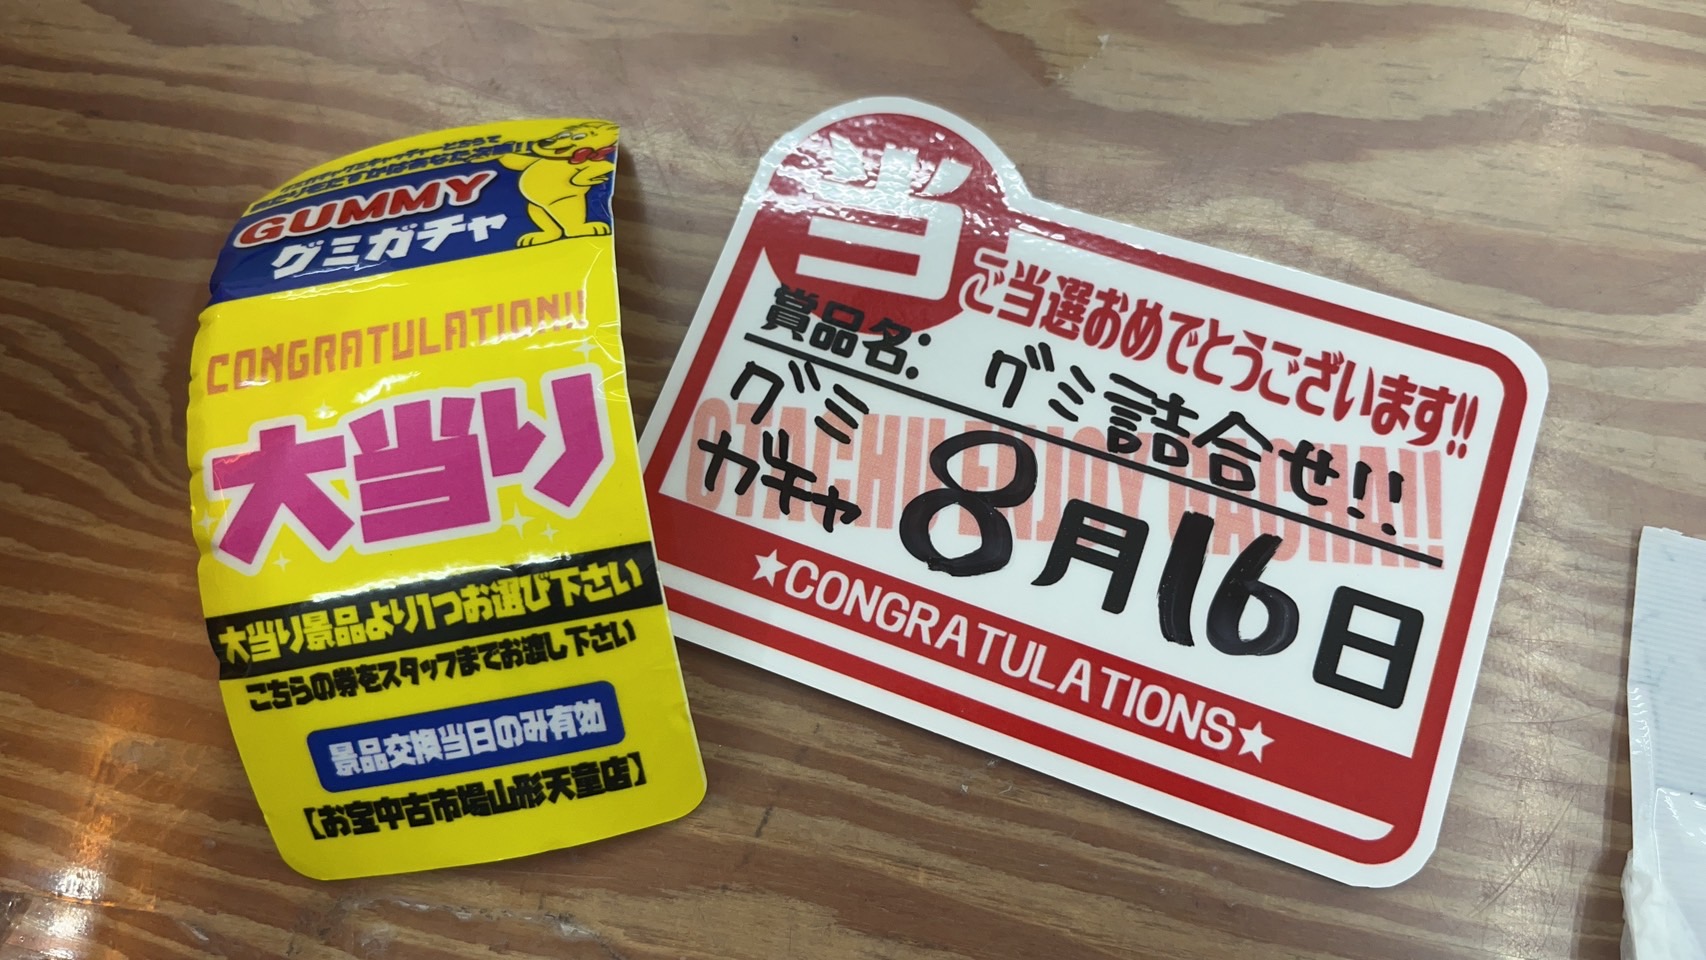 GUMMY
グミガチャ
CONGRATULATION!!
大当り
大当り景品より1つお選び下さい
こちらの券をスタッフまでお渡し下さい
景品交換当日のみ有効
【お宝中古市場山形天童店】
当
ご当選おめでとうございます!!
賞品名: グミ詰合せ!!
グミ
ガチャ
8月16日
OTACHU ENJOY GACHA!!
★CONGRATULATIONS★